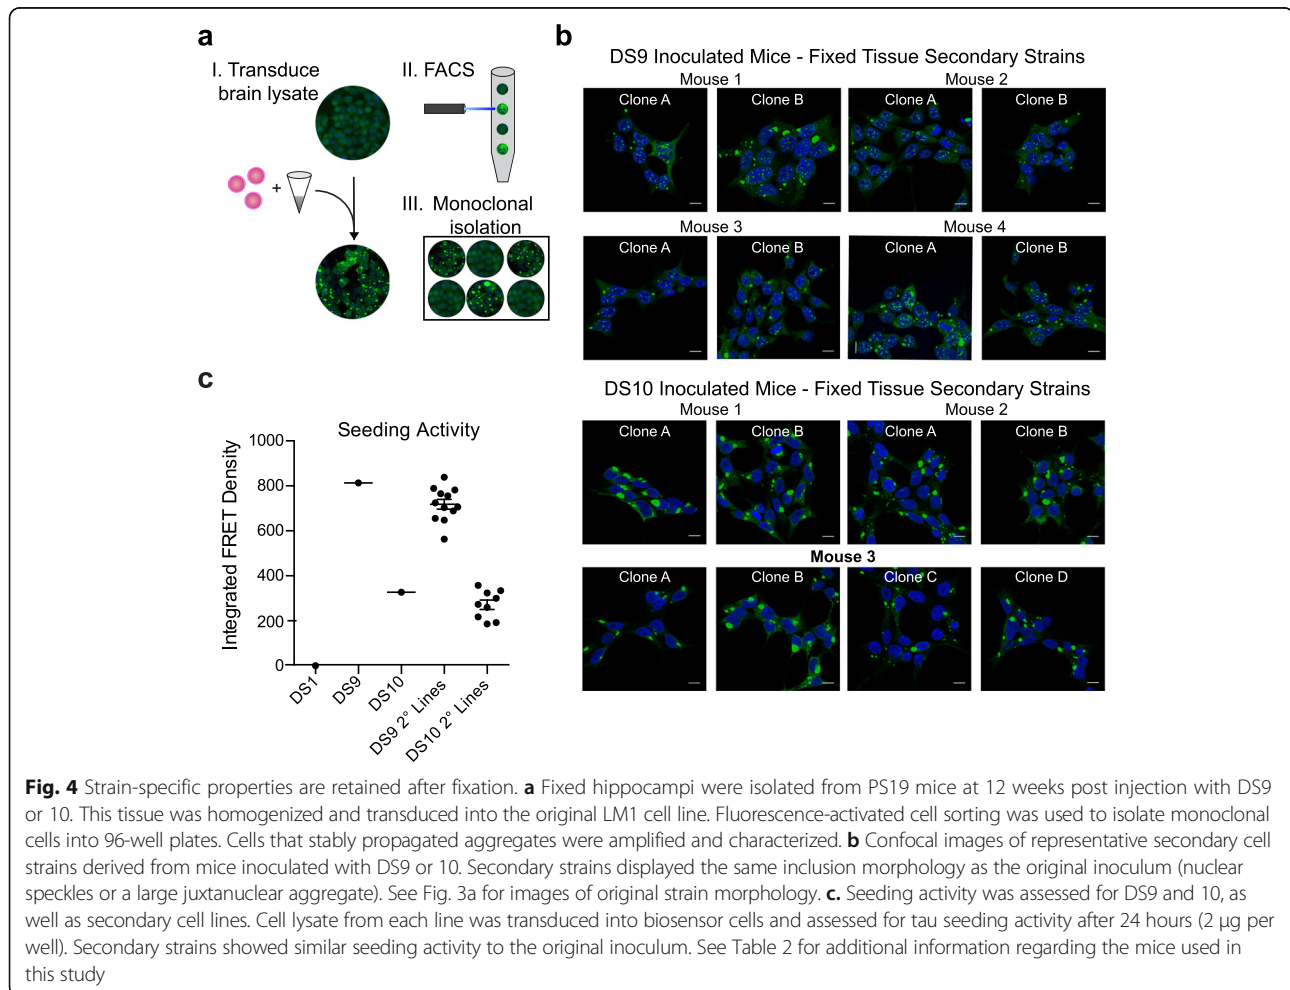 a
I. Transduce
brain lysate
II. FACS
+
III. Monoclonal
isolation
b
DS9 Inoculated Mice - Fixed Tissue Secondary Strains
Mouse 1
Mouse 2
Clone A
Clone B
Clone A
Clone B
Mouse 3
Mouse 4
Clone A
Clone B
Clone A
Clone B
DS10 Inoculated Mice - Fixed Tissue Secondary Strains
Mouse 1
Mouse 2
Clone A
Clone B
Clone A
Clone B
Mouse 3
Clone A
Clone B
Clone C
Clone D
c
Seeding Activity
Integrated FRET Density
1000
800
600
400
200
0
DS1
DS9
DS10
DS9 2° Lines
DS10 2° Lines
Fig. 4 Strain-specific properties are retained after fixation. a Fixed hippocampi were isolated from PS19 mice at 12 weeks post injection with DS9
or 10. This tissue was homogenized and transduced into the original LM1 cell line. Fluorescence-activated cell sorting was used to isolate monoclonal
cells into 96-well plates. Cells that stably propagated aggregates were amplified and characterized. b Confocal images of representative secondary cell
strains derived from mice inoculated with DS9 or 10. Secondary strains displayed the same inclusion morphology as the original inoculum (nuclear
speckles or a large juxtanuclear aggregate). See Fig. 3a for images of original strain morphology. c. Seeding activity was assessed for DS9 and 10, as
well as secondary cell lines. Cell lysate from each line was transduced into biosensor cells and assessed for tau seeding activity after 24 hours (2 μg per
well). Secondary strains showed similar seeding activity to the original inoculum. See Table 2 for additional information regarding the mice used in
this study